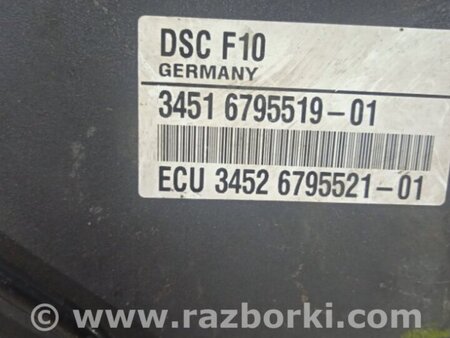 DSC F10
GERMANY
3451 6795519-01
ECU 3452 6795521-01
© www.razborki.com